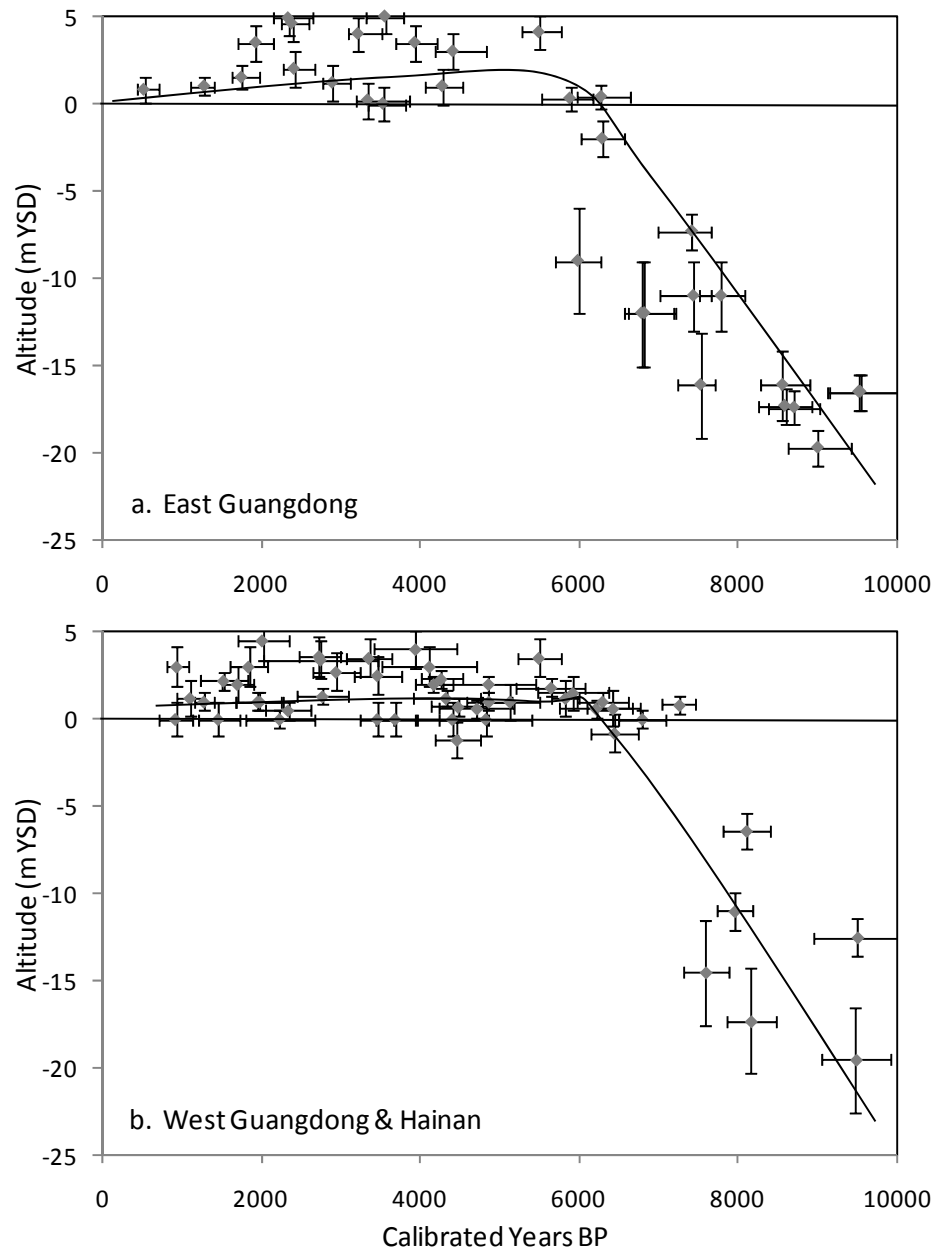 5
0
-5
-10
-15
-20
-25
Altitude (m YSD)
a. East Guangdong
0 2000 4000 6000 8000 10000
5
0
-5
-10
-15
-20
-25
Altitude (m YSD)
b. West Guangdong & Hainan
0 2000 4000 6000 8000 10000
Calibrated Years BP